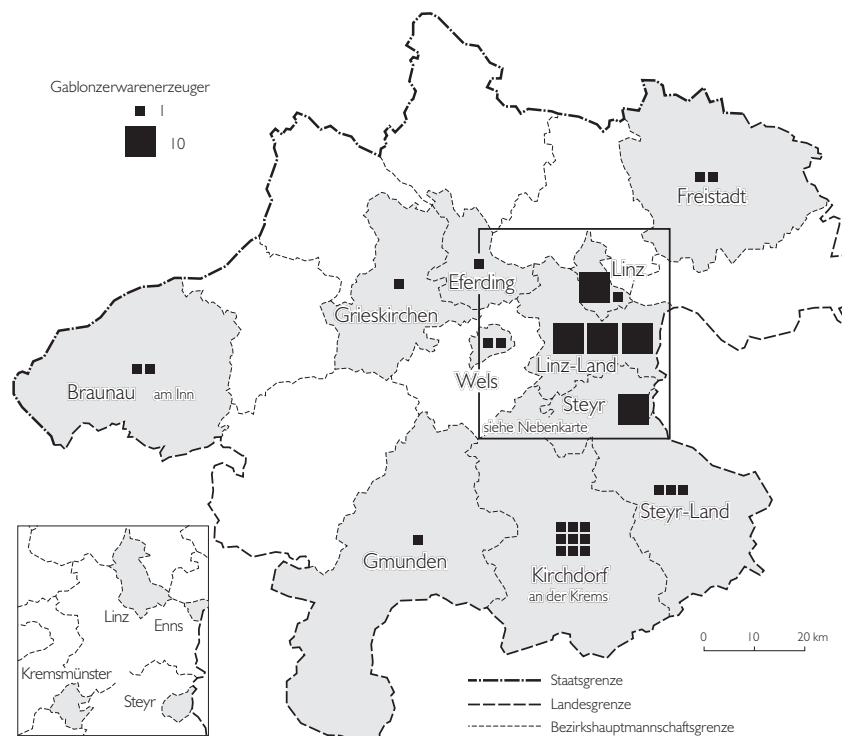 Gablonzerwarenerzeuger
1
10
Freistadt
Linz
Eferding
Grieskirchen
Linz-Land
Wels
Braunau am Inn
Steyr
siehe Nebenkarte
Steyr-Land
Gmunden
Kirchdorf
an der Krems
Linz
Enns
Kremsmünster
Steyr
0 10 20 km
Staatsgrenze
Landesgrenze
Bezirkshauptmannschaftsgrenze